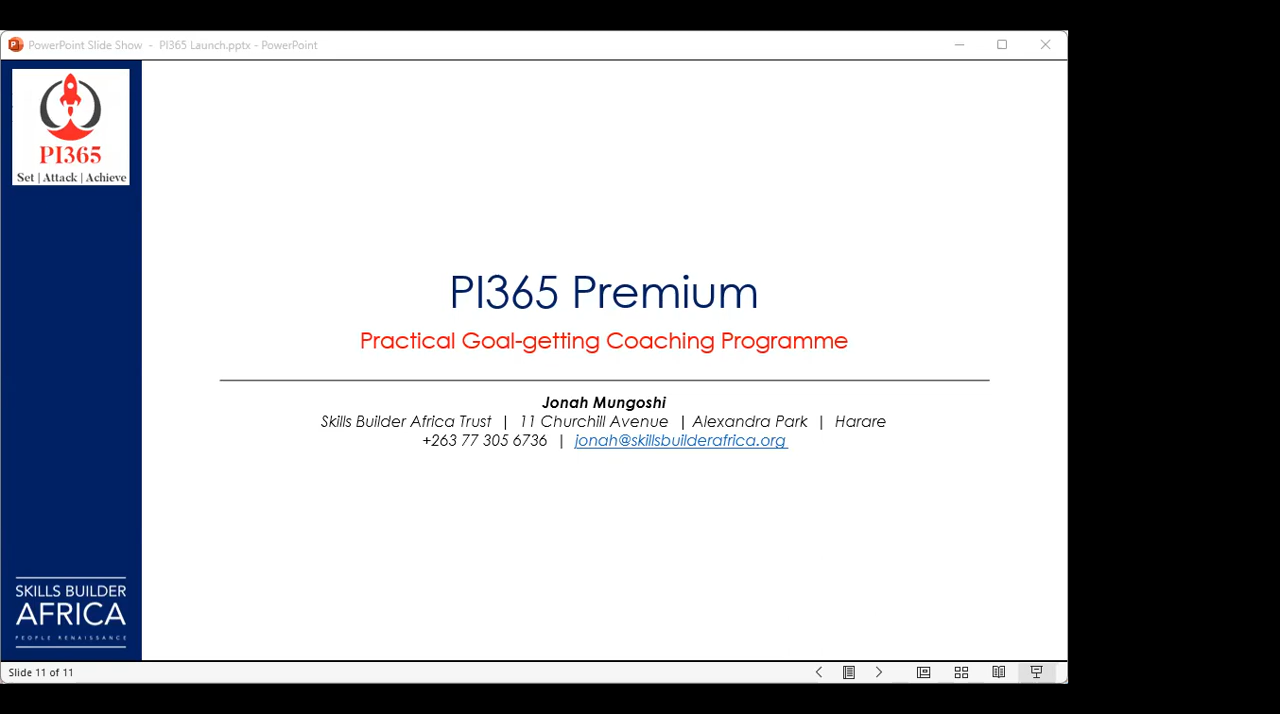 PowerPoint Slide Show - PI365 Launch.pptx - PowerPoint
PI365
Set | Attack | Achieve
PI365 Premium
Practical Goal-getting Coaching Programme
Jonah Mungoshi
Skills Builder Africa Trust | 11 Churchill Avenue | Alexandra Park | Harare
+263 77 305 6736 | jonah@skillsbuilderafrica.org
SKILLS BUILDER
AFRICA
PEOPLE RENAISSANCE
Slide 11 of 11